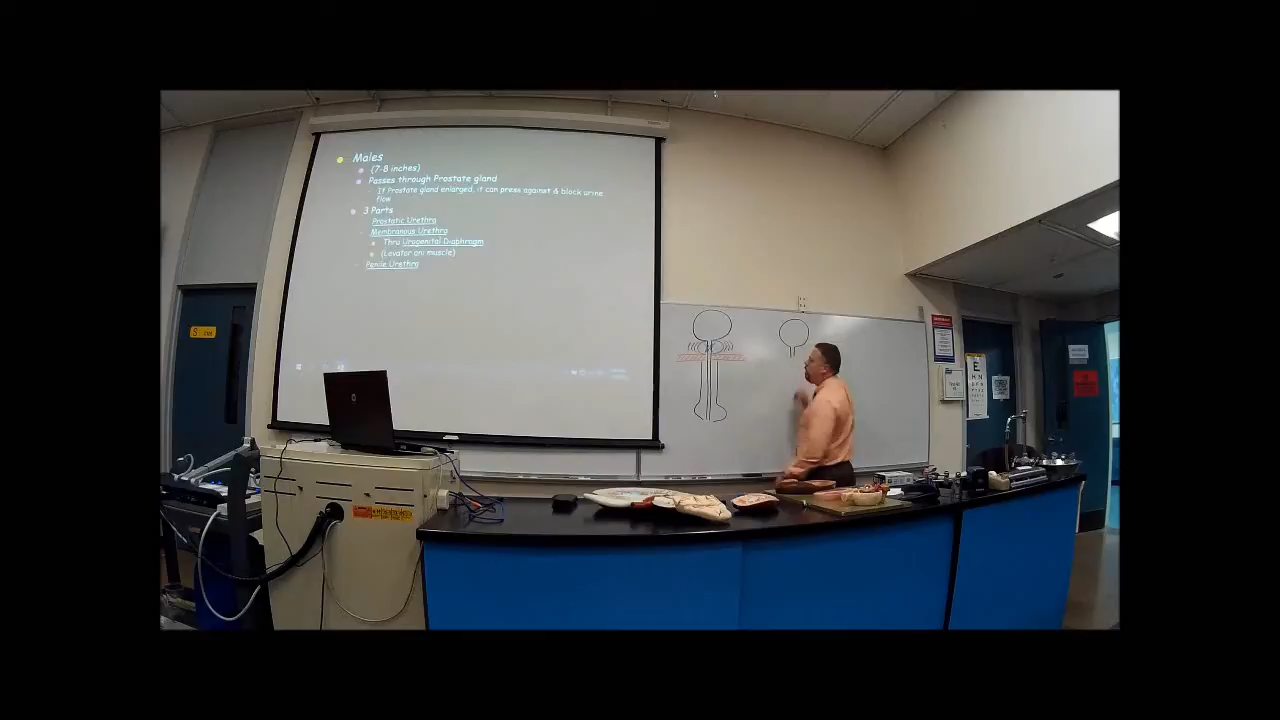 Males
(7-8 inches)
Passes through Prostate gland
If Prostate gland enlarged, it can press against & block urine
flow
3 Parts
Prostatic Urethra
Membranous Urethra
Thru Urogenital Diaphragm
(Levator ani muscle)
Penile Urethra
E